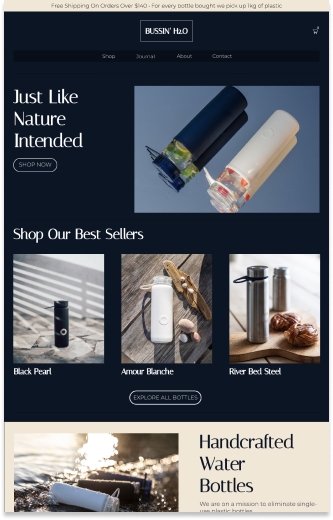 Free Shipping On Orders Over $140 - For every bottle bought we pick up 1kg of plastic
BUSSIN' H₂O
Shop Journal About Contact
Just Like
Nature
Intended
SHOP NOW
Shop Our Best Sellers
Black Pearl Amour Blanche River Bed Steel
EXPLORE ALL BOTTLES
Handcrafted
Water
Bottles
We are on a mission to eliminate single-
use plastic bottles